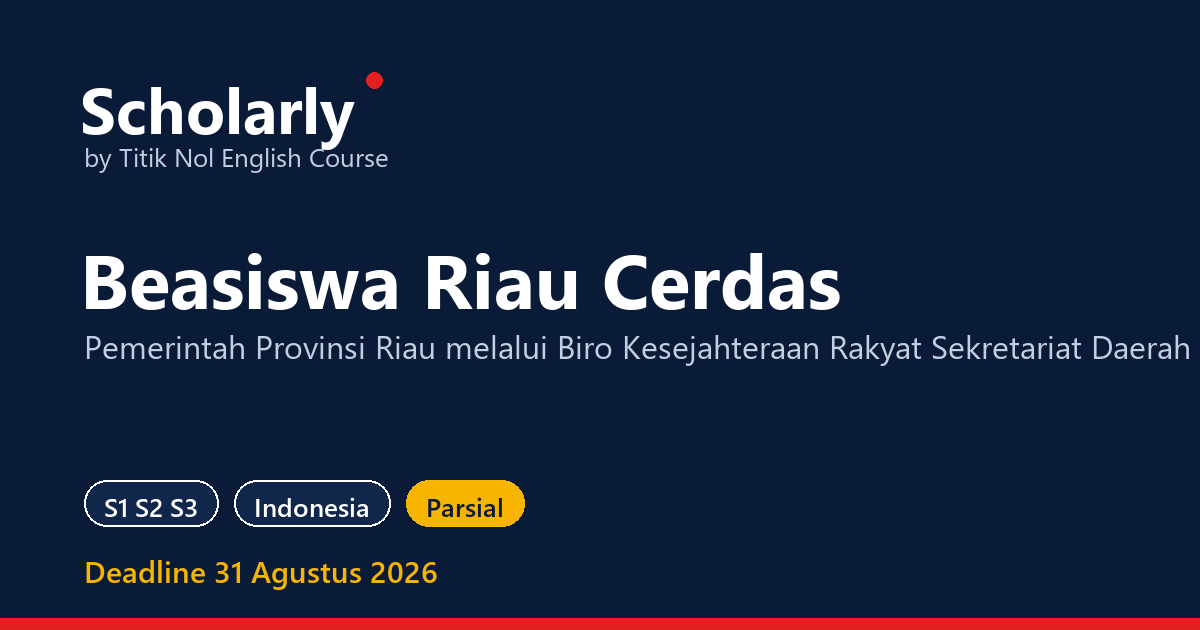 Scholarly
by Titik Nol English Course
Beasiswa Riau Cerdas
Pemerintah Provinsi Riau melalui Biro Kesejahteraan Rakyat Sekretariat Daerah
S1 S2 S3
Indonesia
Parsial
Deadline 31 Agustus 2026